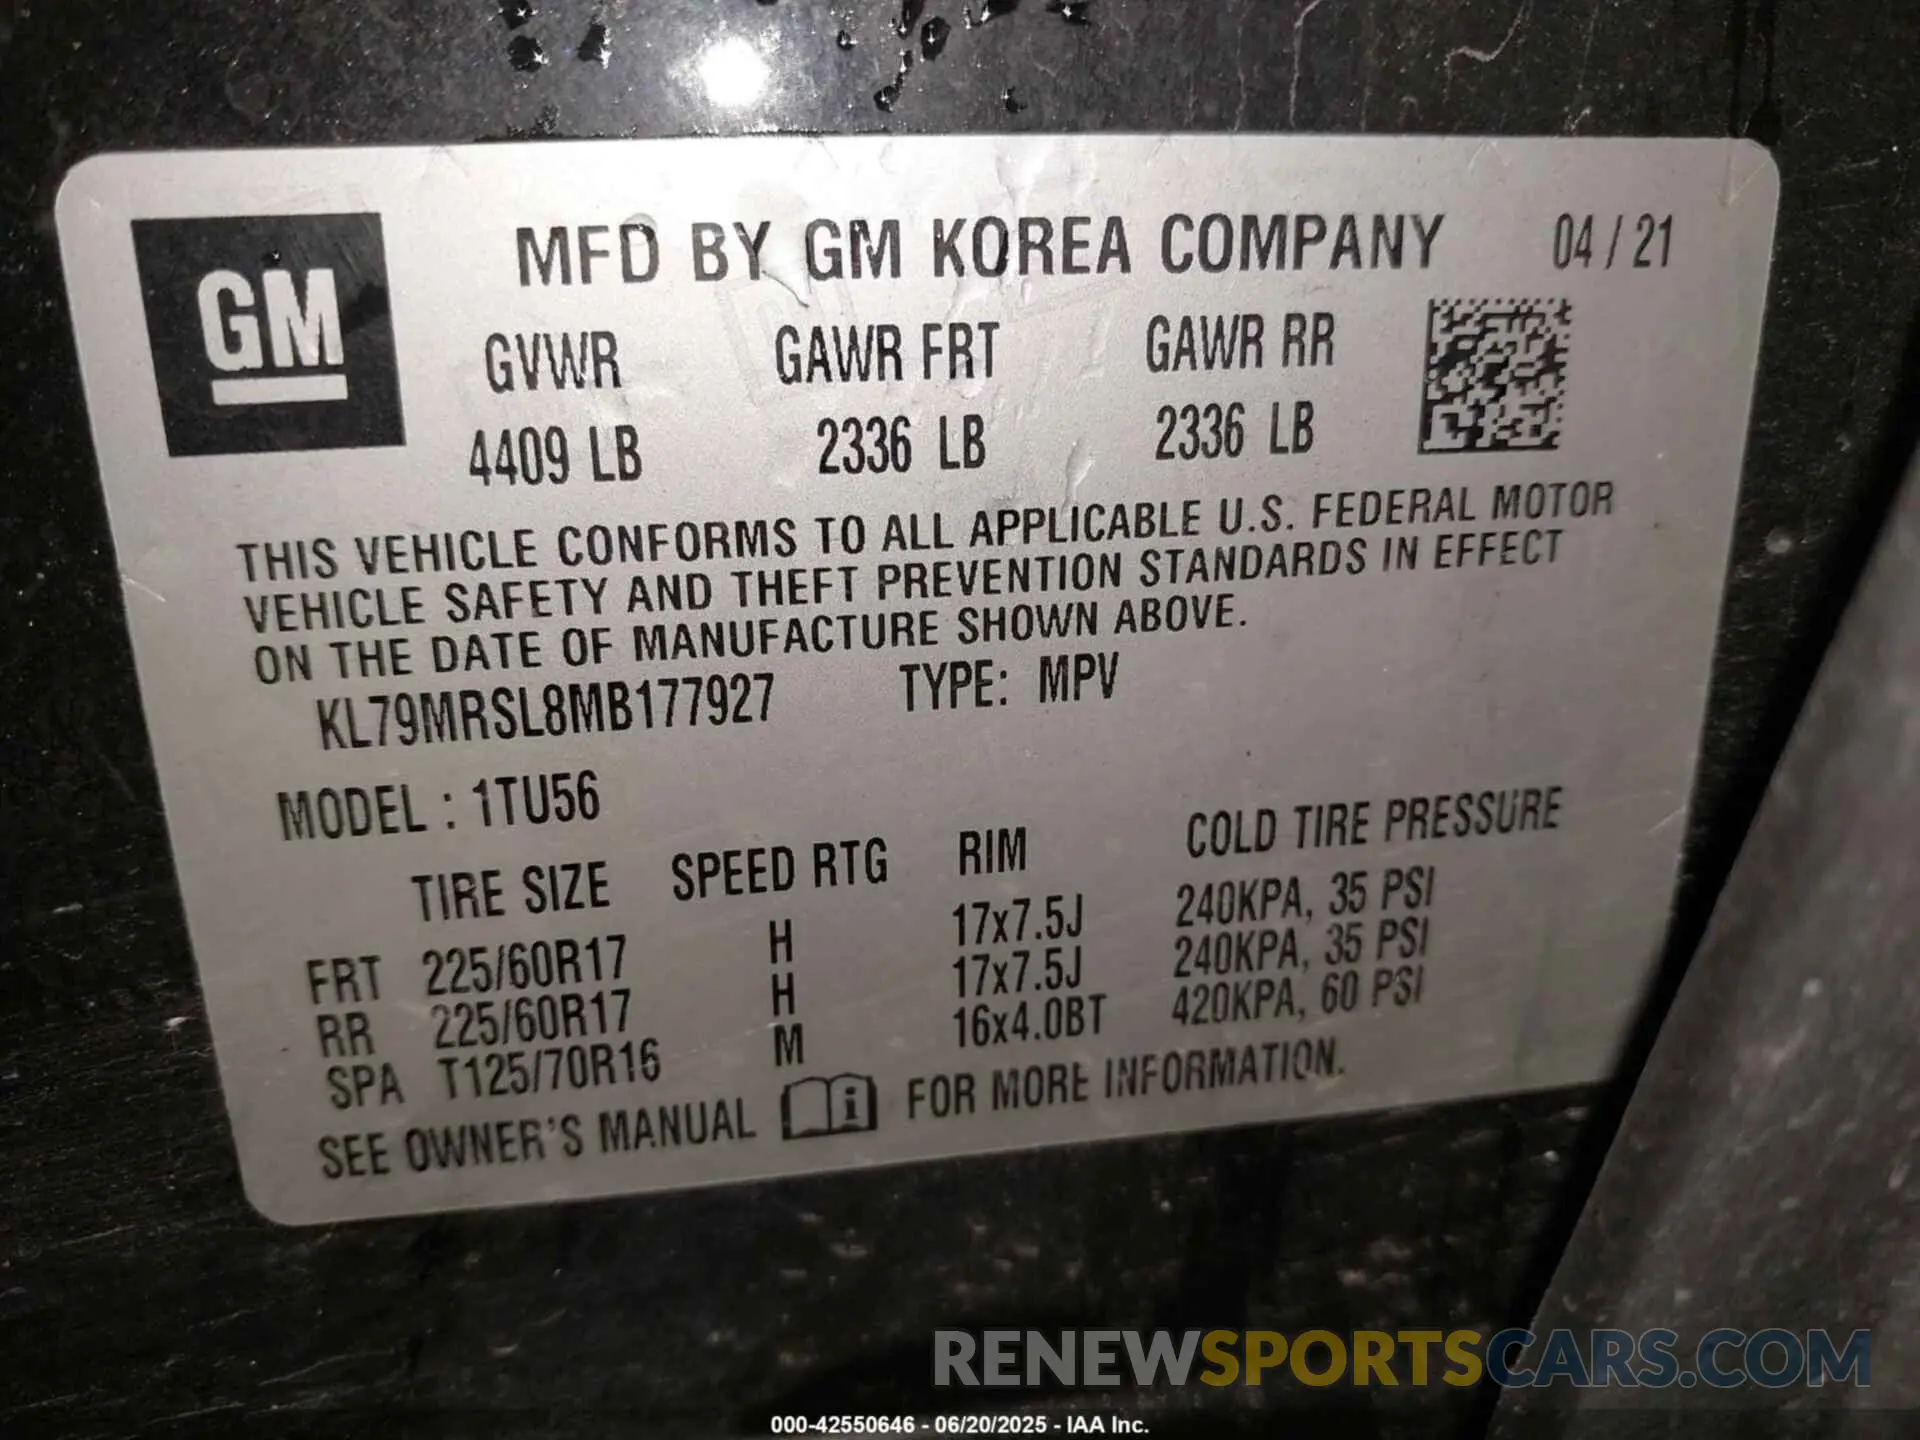 GM
MFD BY GM KOREA COMPANY 04 / 21
GVWR GAWR FRT GAWR RR
4409 LB 2336 LB 2336 LB
THIS VEHICLE CONFORMS TO ALL APPLICABLE U.S. FEDERAL MOTOR
VEHICLE SAFETY AND THEFT PREVENTION STANDARDS IN EFFECT
ON THE DATE OF MANUFACTURE SHOWN ABOVE.
KL79MRSL8MB177927 TYPE: MPV
MODEL : 1TU56
TIRE SIZE SPEED RTG RIM COLD TIRE PRESSURE
FRT 225/60R17 H 17x7.5J 240KPA, 35 PSI
RR 225/60R17 H 17x7.5J 240KPA, 35 PSI
SPA T125/70R16 M 16x4.0BT 420KPA, 60 PSI
SEE OWNER'S MANUAL i FOR MORE INFORMATION.
RENEWSPORTSCARS.COM
000-42550646 - 06/20/2025 - IAA Inc.